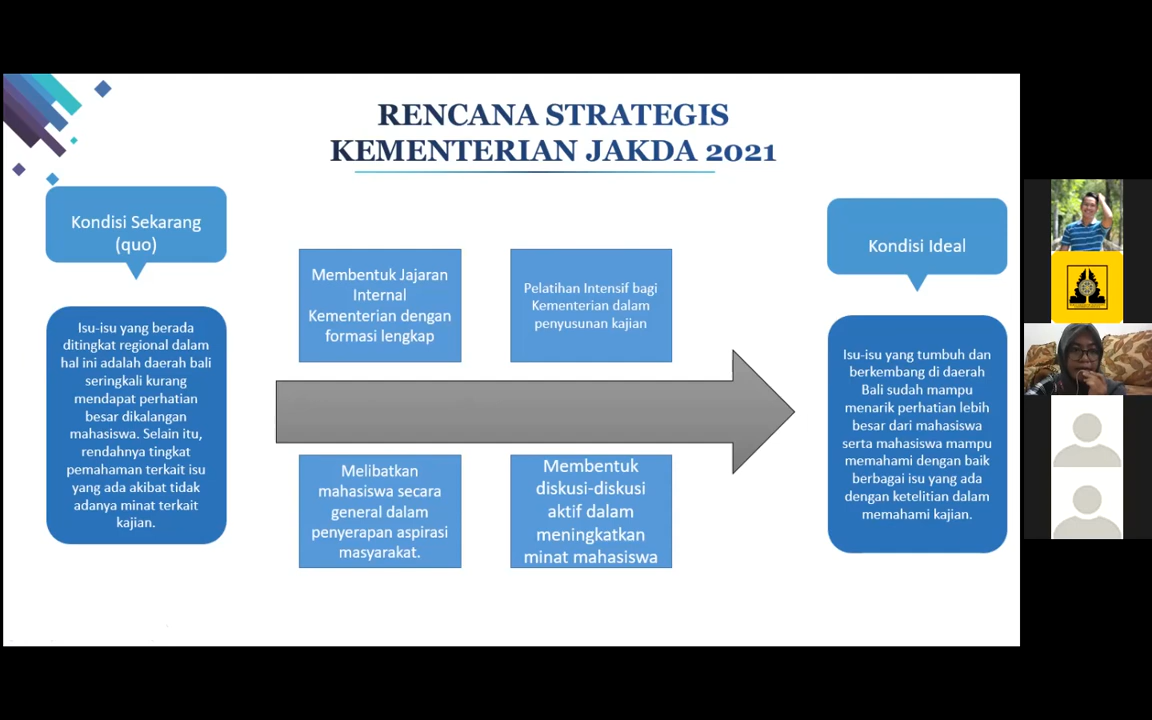 RENCANA STRATEGIS
KEMENTERIAN JAKDA 2021
Kondisi Sekarang
(quo)
Isu-isu yang berada
ditingkat regional dalam
hal ini adalah daerah bali
seringkali kurang
mendapat perhatian
besar dikalangan
mahasiswa. Selain itu,
rendahnya tingkat
pemahaman terkait isu
yang ada akibat tidak
adanya minat terkait
kajian.
Membentuk Jajaran
Internal
Kementerian dengan
formasi lengkap
Pelatihan Intensif bagi
Kementerian dalam
penyusunan kajian
Melibatkan
mahasiswa secara
general dalam
penyerapan aspirasi
masyarakat.
Membentuk
diskusi-diskusi
aktif dalam
meningkatkan
minat mahasiswa
Kondisi Ideal
Isu-isu yang tumbuh dan
berkembang di daerah
Bali sudah mampu
menarik perhatian lebih
besar dari mahasiswa
serta mahasiswa mampu
memahami dengan baik
berbagai isu yang ada
dengan ketelitian dalam
memahami kajian.